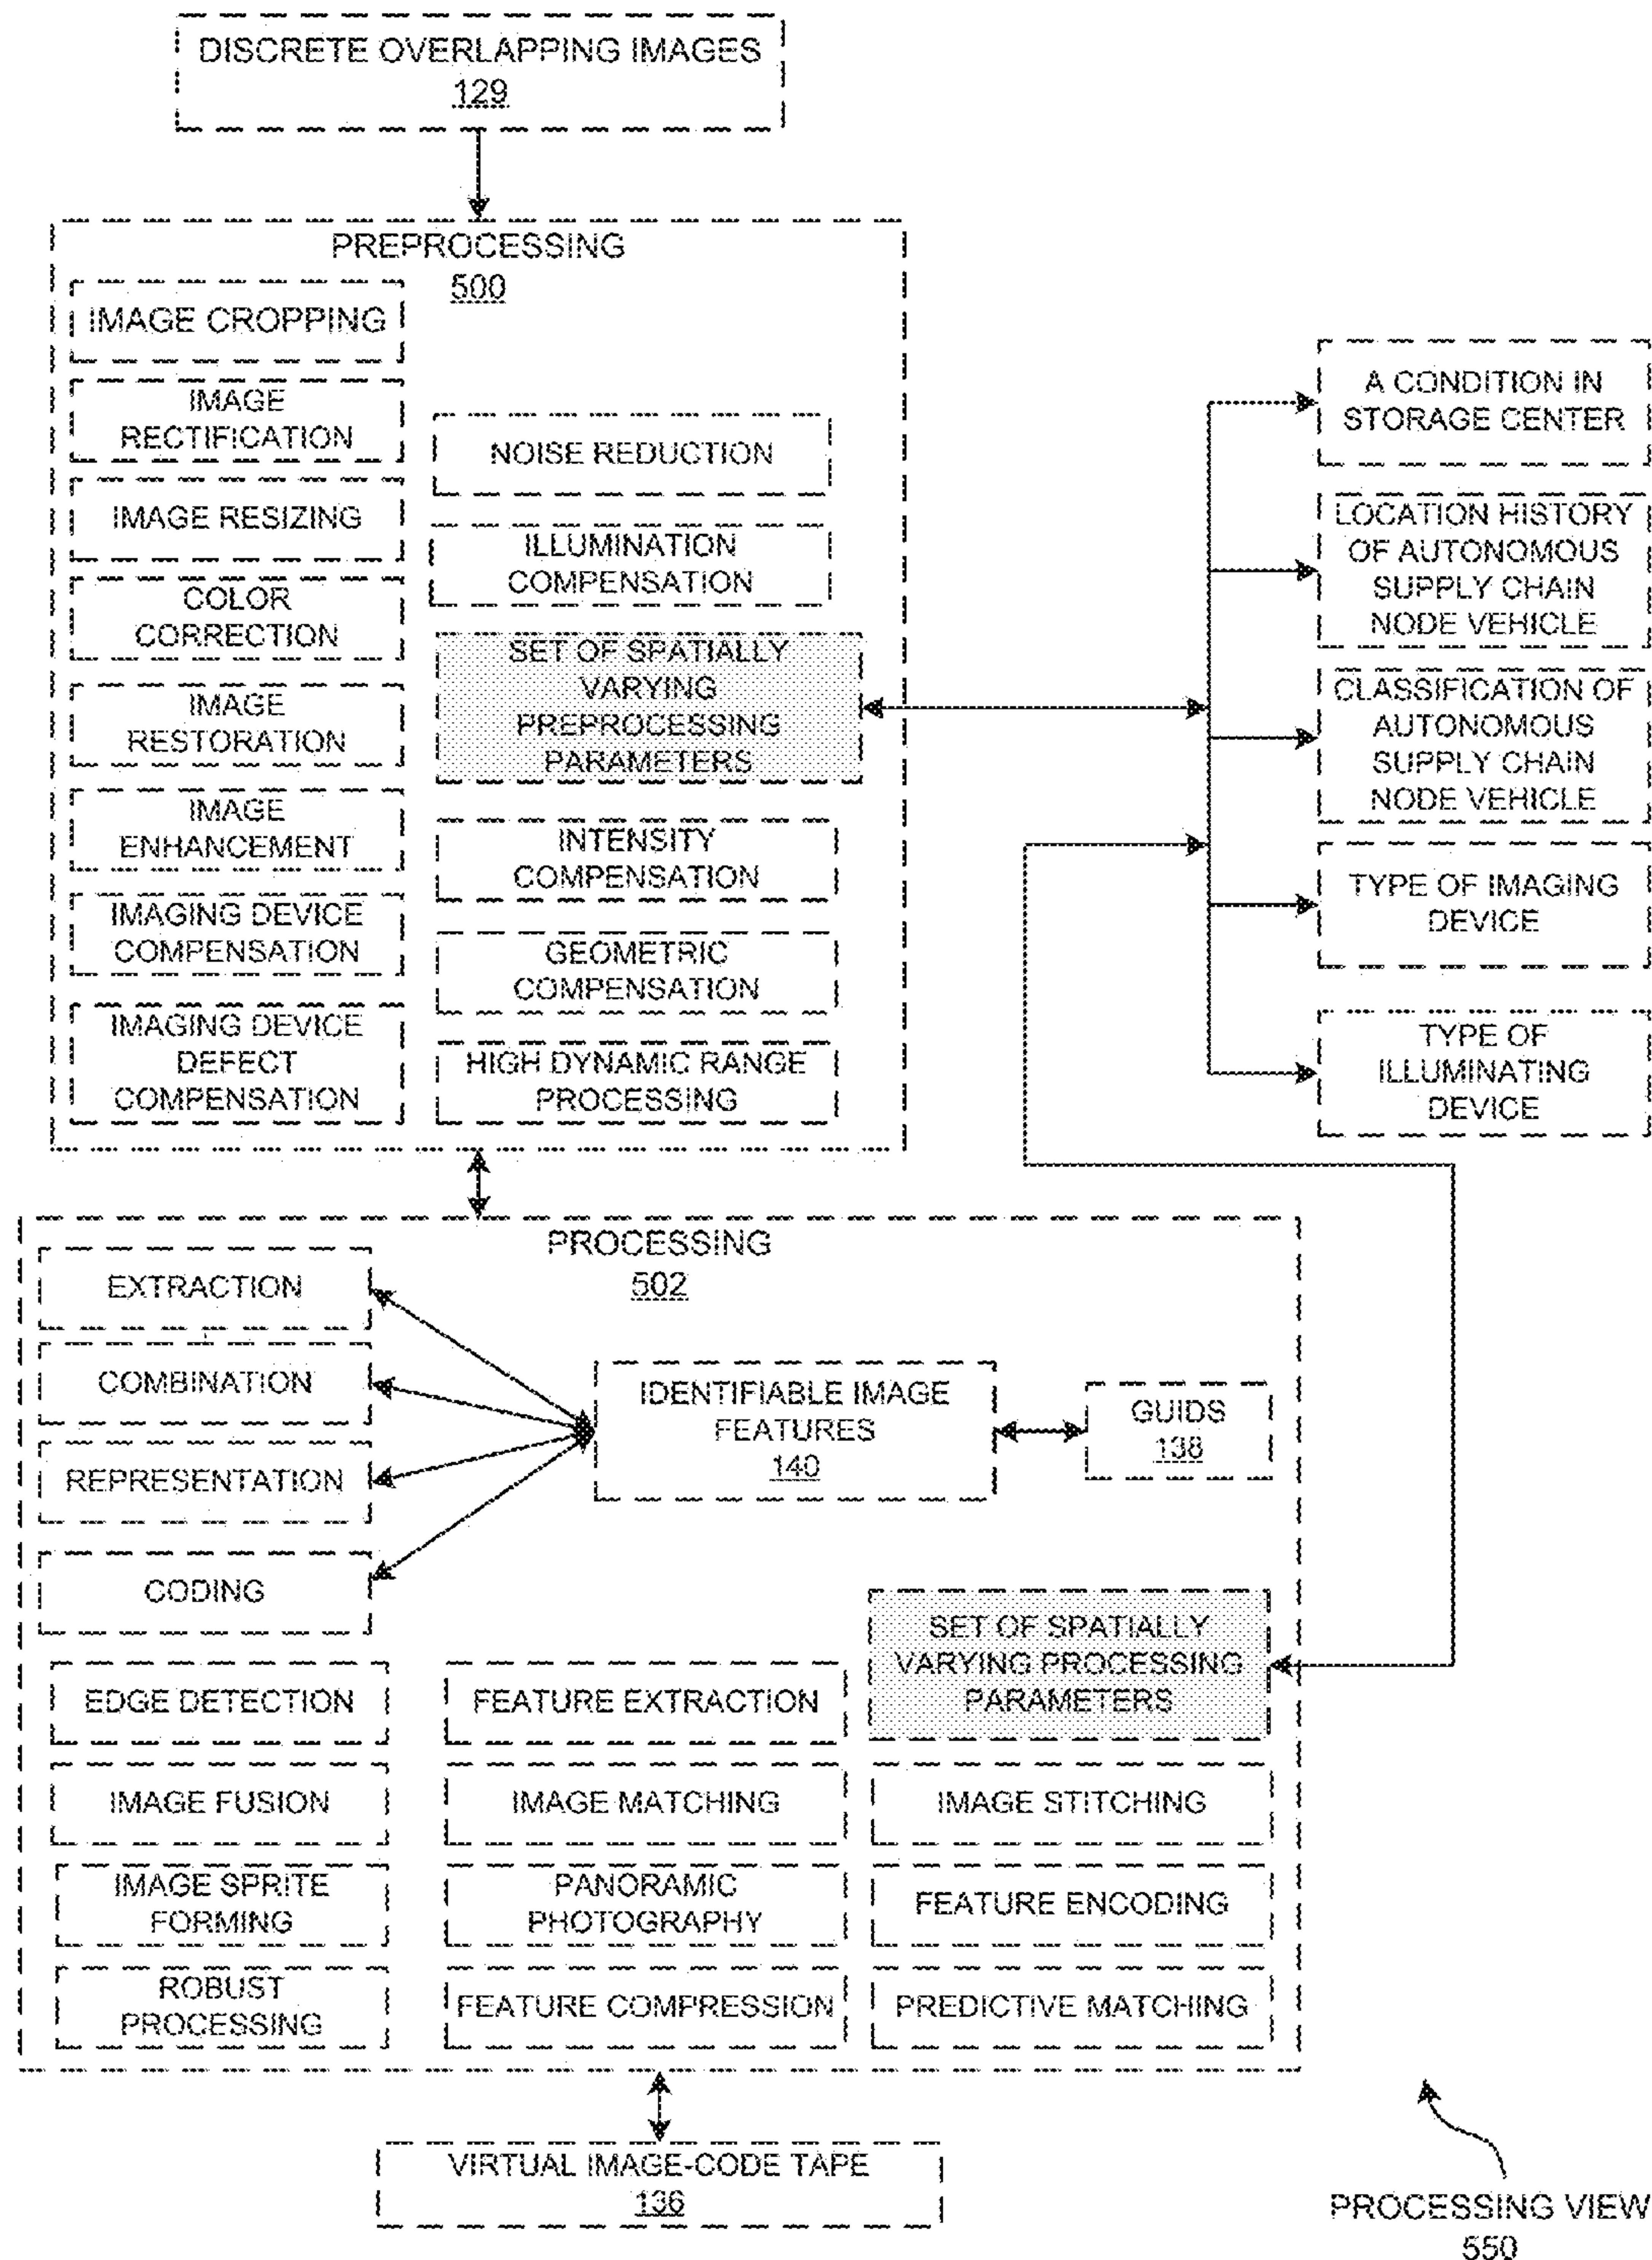 DISCRETE OVERLAPPING IMAGES
129
PREPROCESSING
500
IMAGE CROPPING
IMAGE
RECTIFICATION
IMAGE RESIZING
COLOR
CORRECTION
IMAGE
RESTORATION
IMAGE
ENHANCEMENT
IMAGING DEVICE
COMPENSATION
IMAGING DEVICE
DEFECT
COMPENSATION
NOISE REDUCTION
ILLUMINATION
COMPENSATION
SET OF SPATIALLY
VARYING
PREPROCESSING
PARAMETERS
INTENSITY
COMPENSATION
GEOMETRIC
COMPENSATION
HIGH DYNAMIC RANGE
PROCESSING
A CONDITION IN
STORAGE CENTER
LOCATION HISTORY
OF AUTONOMOUS
SUPPLY CHAIN
NODE VEHICLE
CLASSIFICATION OF
AUTONOMOUS
SUPPLY CHAIN
NODE VEHICLE
TYPE OF IMAGING
DEVICE
TYPE OF
ILLUMINATING
DEVICE
PROCESSING
502
EXTRACTION
COMBINATION
REPRESENTATION
CODING
IDENTIFIABLE IMAGE
FEATURES
140
GUIDS
138
SET OF SPATIALLY
VARYING PROCESSING
PARAMETERS
EDGE DETECTION
FEATURE EXTRACTION
IMAGE FUSION
IMAGE MATCHING
IMAGE STITCHING
IMAGE SPRITE
FORMING
PANORAMIC
PHOTOGRAPHY
FEATURE ENCODING
ROBUST
PROCESSING
FEATURE COMPRESSION
PREDICTIVE MATCHING
VIRTUAL IMAGE-CODE TAPE
136
PROCESSING VIEW
550